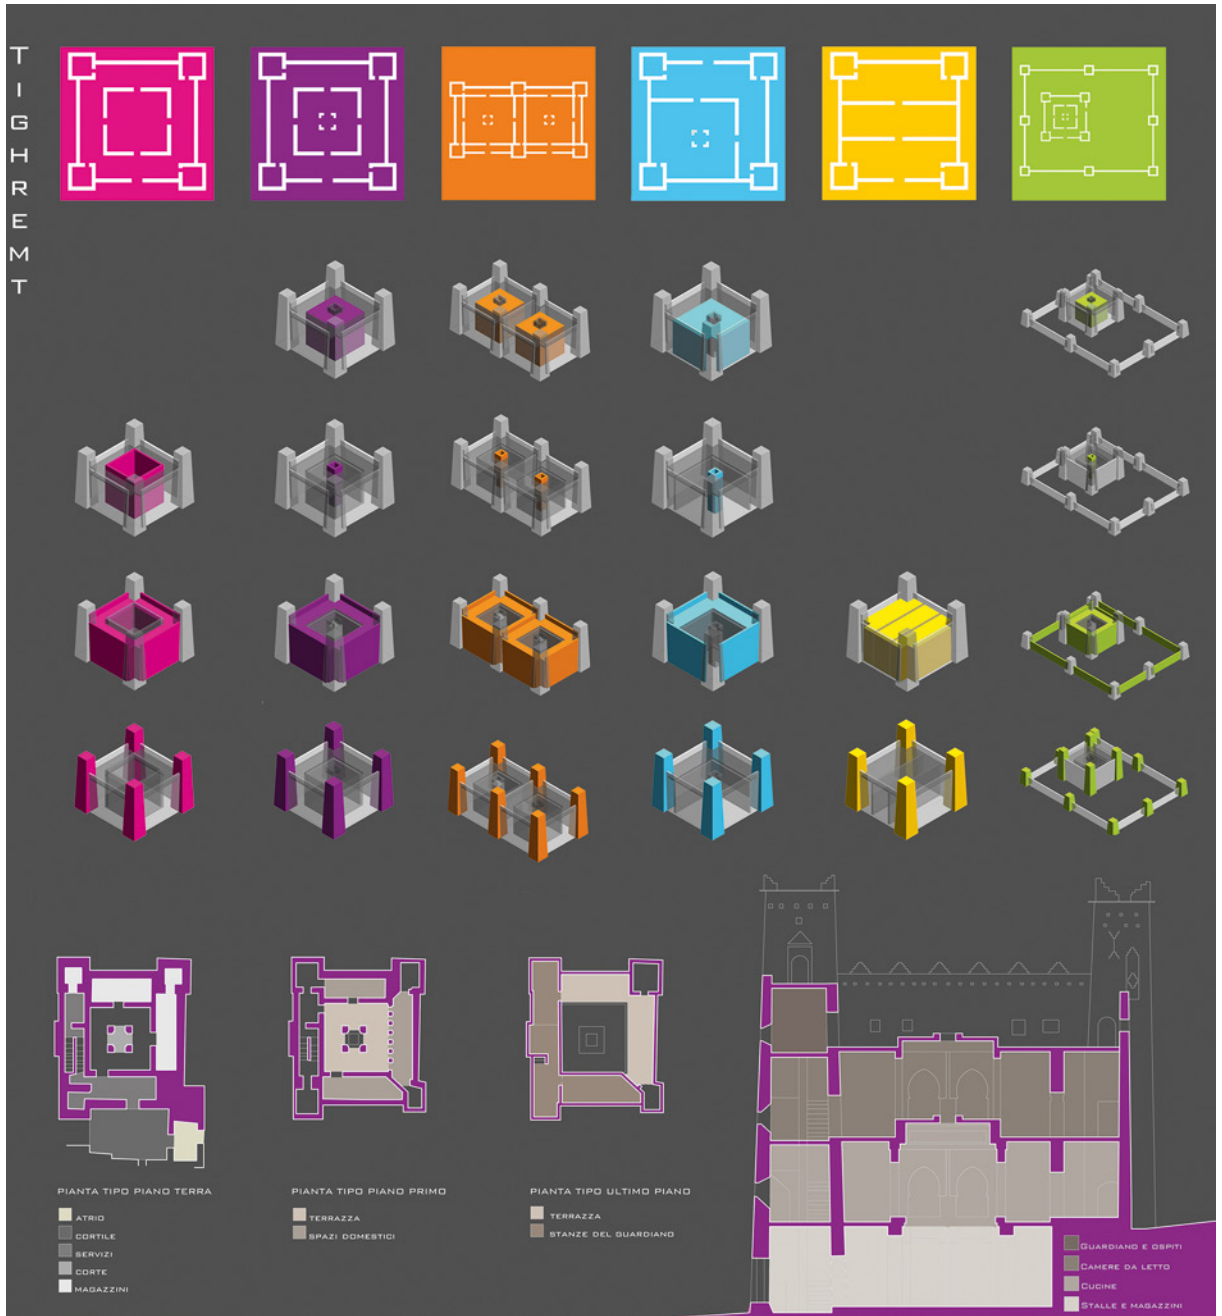 TIGHREMT
PIANTA TIPO PIANO TERRA
ATRIO
CORTILE
SERVIZI
CORTE
MAGAZZINI
PIANTA TIPO PIANO PRIMO
TERRAZZA
SPAZI DOMESTICI
PIANTA TIPO ULTIMO PIANO
TERRAZZA
STANZE DEL GUARDIANO
GUARDIANO E OSPITI
CAMERE DA LETTO
CUCINE
STALLE E MAGAZZINI